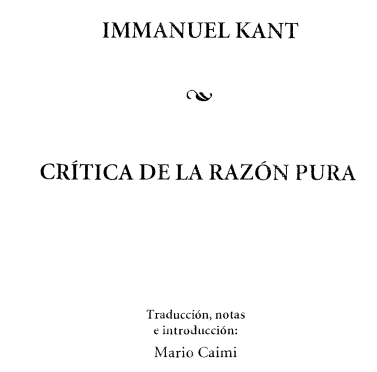 IMMANUEL KANT
CRÍTICA DE LA RAZÓN PURA
Traducción, notas
e introducción:
Mario Caimi